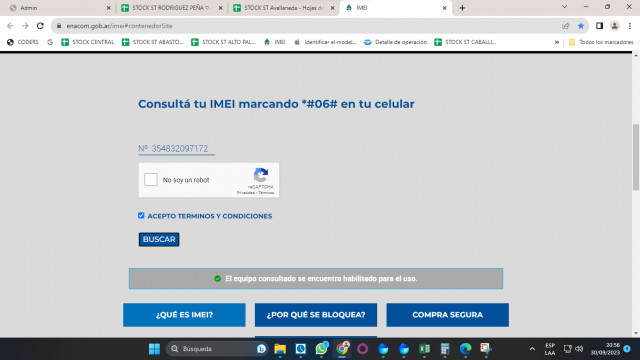 Admin
STOCK ST RODRIGUEZ PEÑA
STOCK ST Avellaneda - Hojas de
IMEI
enacom.gob.ar/imei#contenedorSite
CODERS
STOCK CENTRAL
STOCK ST ABASTO...
STOCK ST ALTO PAL...
IMEI
Identificar el model...
Detalle de operación
STOCK ST CABALLI...
»
Todos los marcadores
Consultá tu IMEI marcando *#06# en tu celular
Nº 354832097172
No soy un robot
reCAPTCHA
Privacidad - Términos
ACEPTO TERMINOS Y CONDICIONES
BUSCAR
El equipo consultado se encuentra habilitado para el uso.
¿QUÉ ES IMEI?
¿POR QUÉ SE BLOQUEA?
COMPRA SEGURA
Búsqueda
ESP
LAA
20:56
30/09/2023